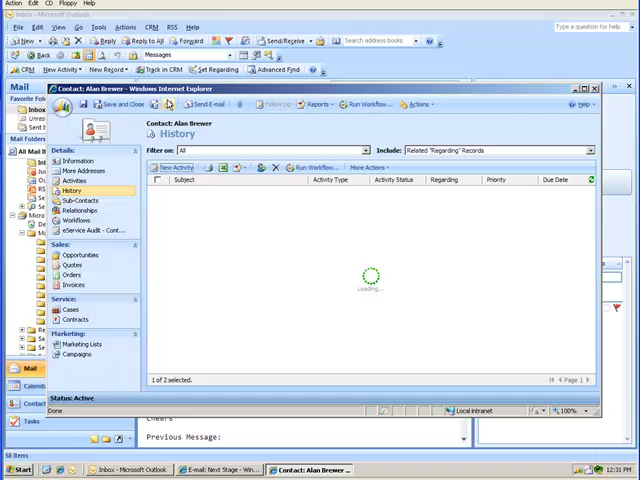 Action Edit CD Floppy Help
Inbox - Microsoft Outlook
File Edit View Go Tools Actions CRM RSS Help
Type a question for help
New Reply Reply to All Forward Send/Receive Search address books
Back Messages
CRM New Activity New Record Track in CRM Set Regarding Advanced Find
Mail
Favorite Folders
Inbox
Sent It
All Mail I
Micro
Contact: Alan Brewer - Windows Internet Explorer
Save and Close Send E-mail Follow Up Reports Run Workflow... Actions
Contact: Alan Brewer
History
Details:
Information
More Addresses
Activities
History
Sub-Contacts
Relationships
Workflows
eService Audit - Cont...
Sales:
Opportunities
Quotes
Orders
Invoices
Service:
Cases
Contracts
Marketing:
Marketing Lists
Campaigns
Filter on: All Include: Related "Regarding" Records
New Activity Run Workflow... More Actions
Subject Activity Type Activity Status Regarding Priority Due Date
Loading...
1 of 2 selected. Page 1
Status: Active
Done Local intranet 100%
Mail
Calenda
Contact
Tasks
Cheers
Previous Message:
58 Items
Start Inbox - Microsoft Outlook E-mail: Next Stage - Win... Contact: Alan Brewer ... 12:31 PM